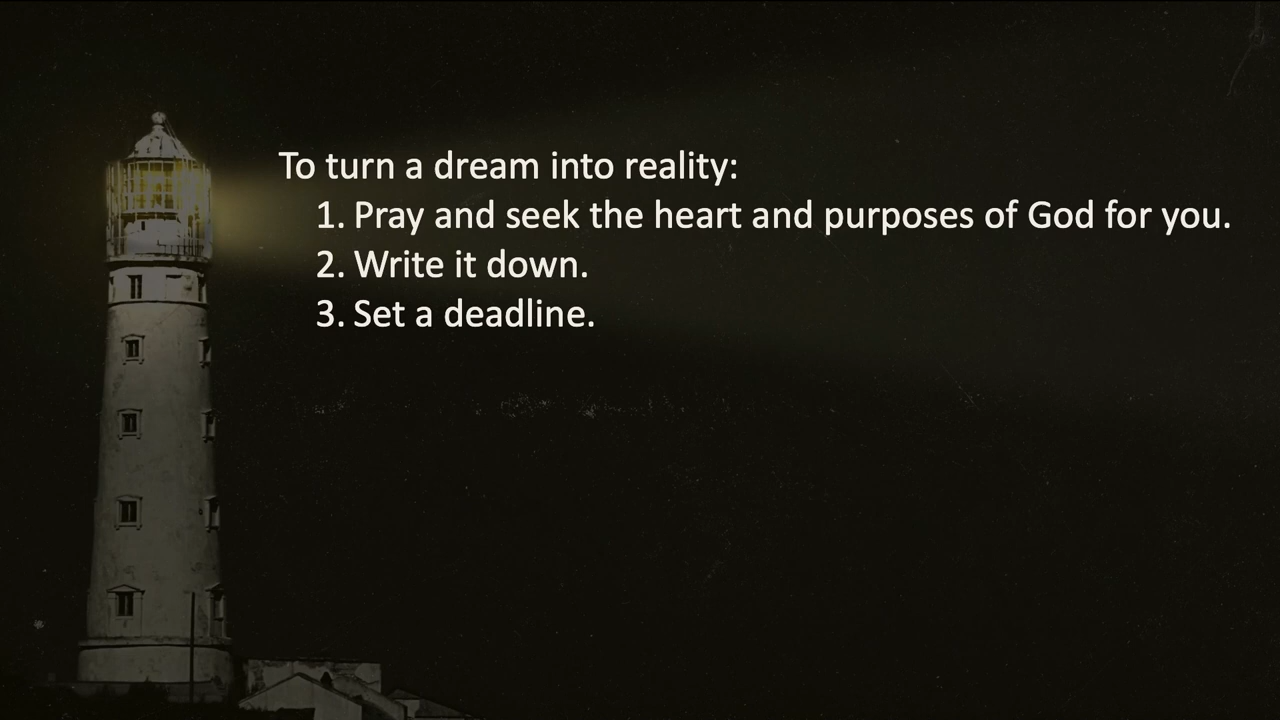 To turn a dream into reality:
1. Pray and seek the heart and purposes of God for you.
2. Write it down.
3. Set a deadline.